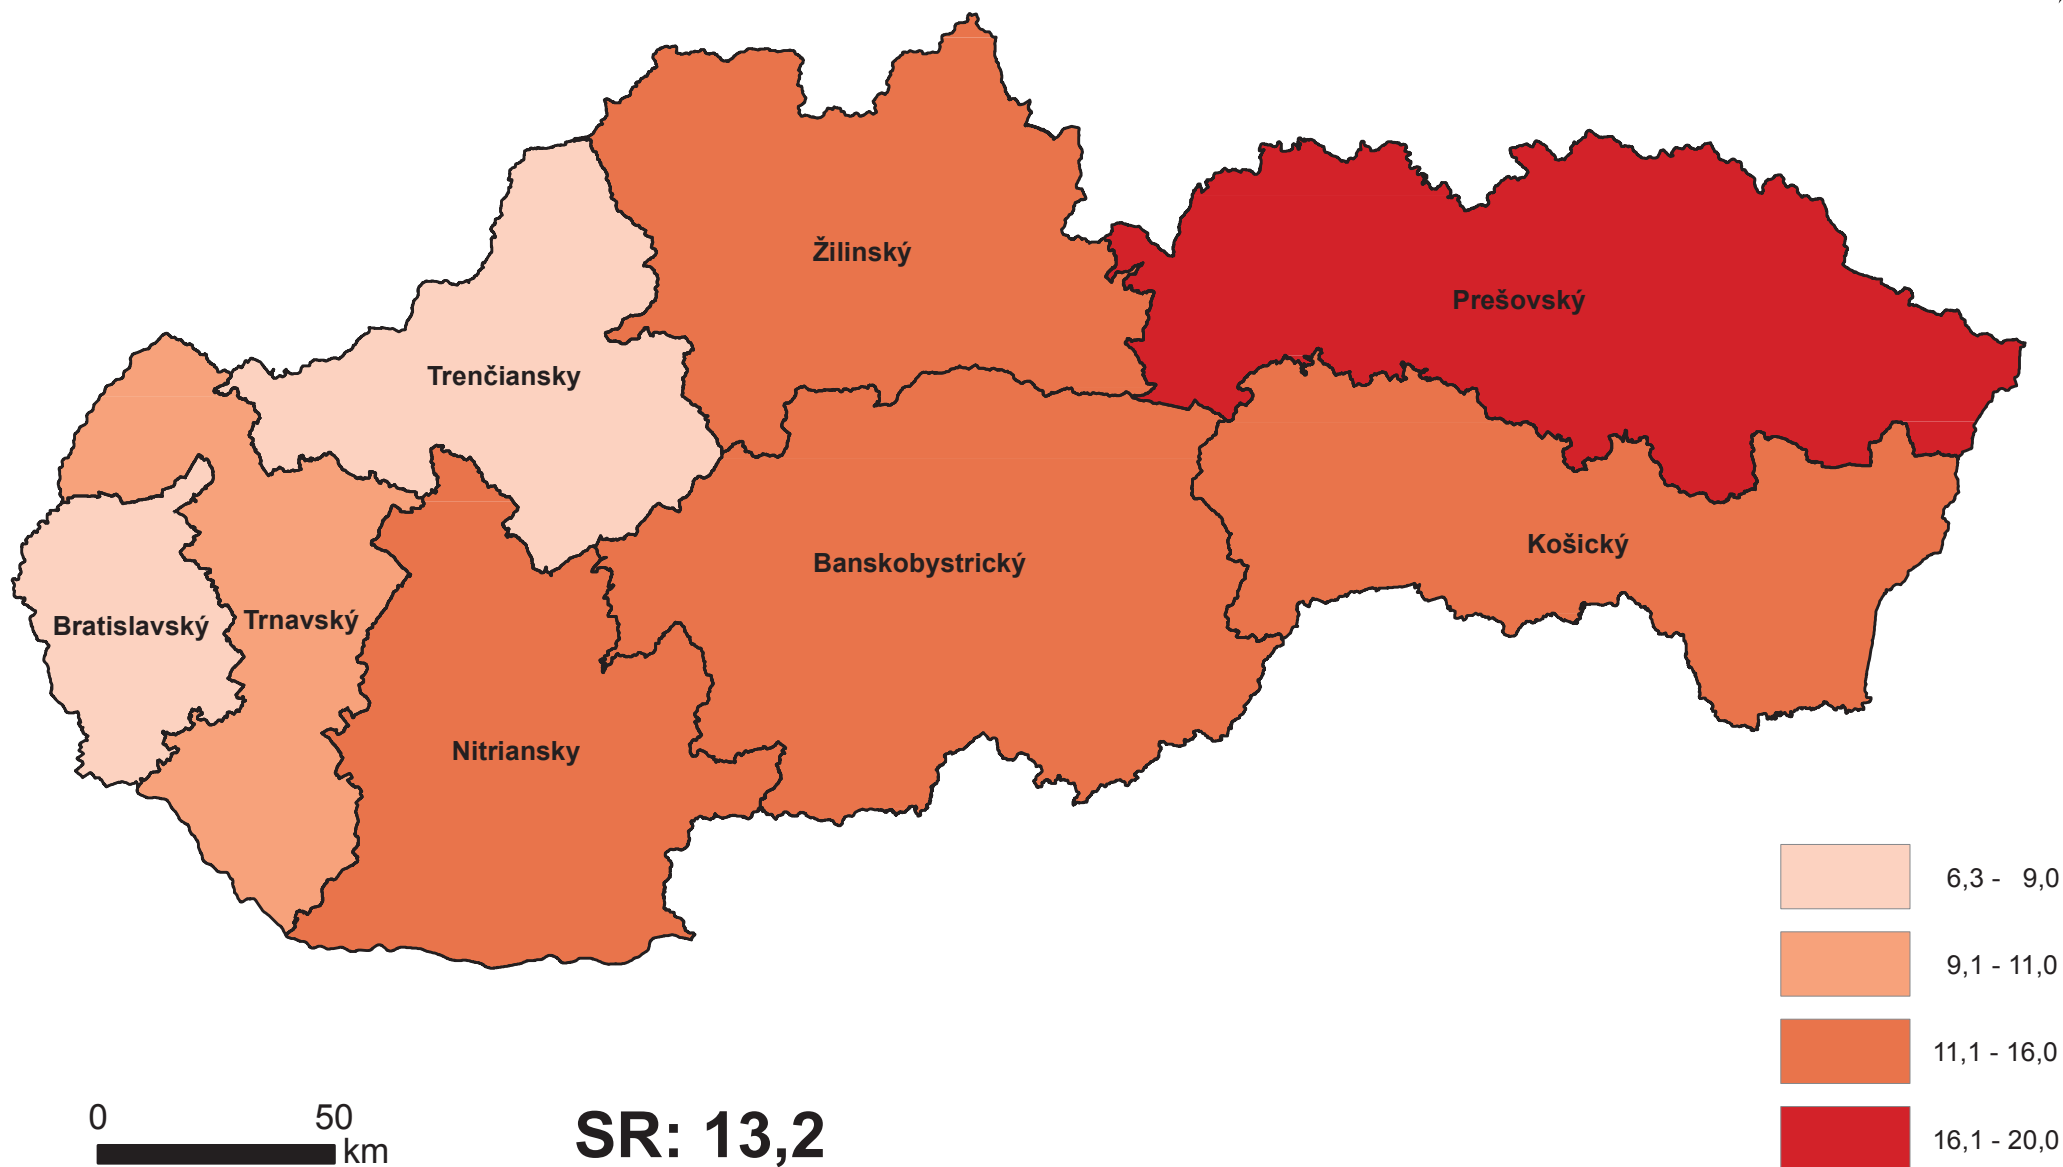 Žilinský
Prešovský
Trenčiansky
Košický
Banskobystrický
Bratislavský
Trnavský
Nitriansky
6,3 - 9,0
9,1 - 11,0
11,1 - 16,0
16,1 - 20,0
0 50
km
SR: 13,2